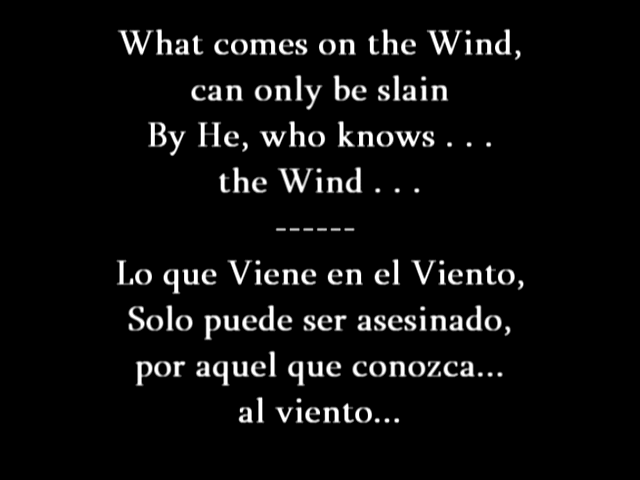 What comes on the Wind,
can only be slain
By He, who knows . . .
the Wind . . .
------
Lo que Viene en el Viento,
Solo puede ser asesinado,
por aquel que conozca...
al viento...